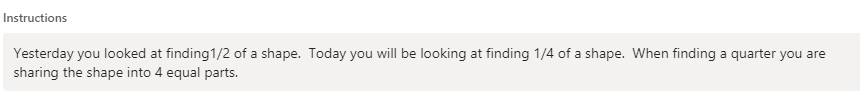 Instructions
Yesterday you looked at finding1/2 of a shape.  Today you will be looking at finding 1/4 of a shape.  When finding a quarter you are
sharing the shape into 4 equal parts.